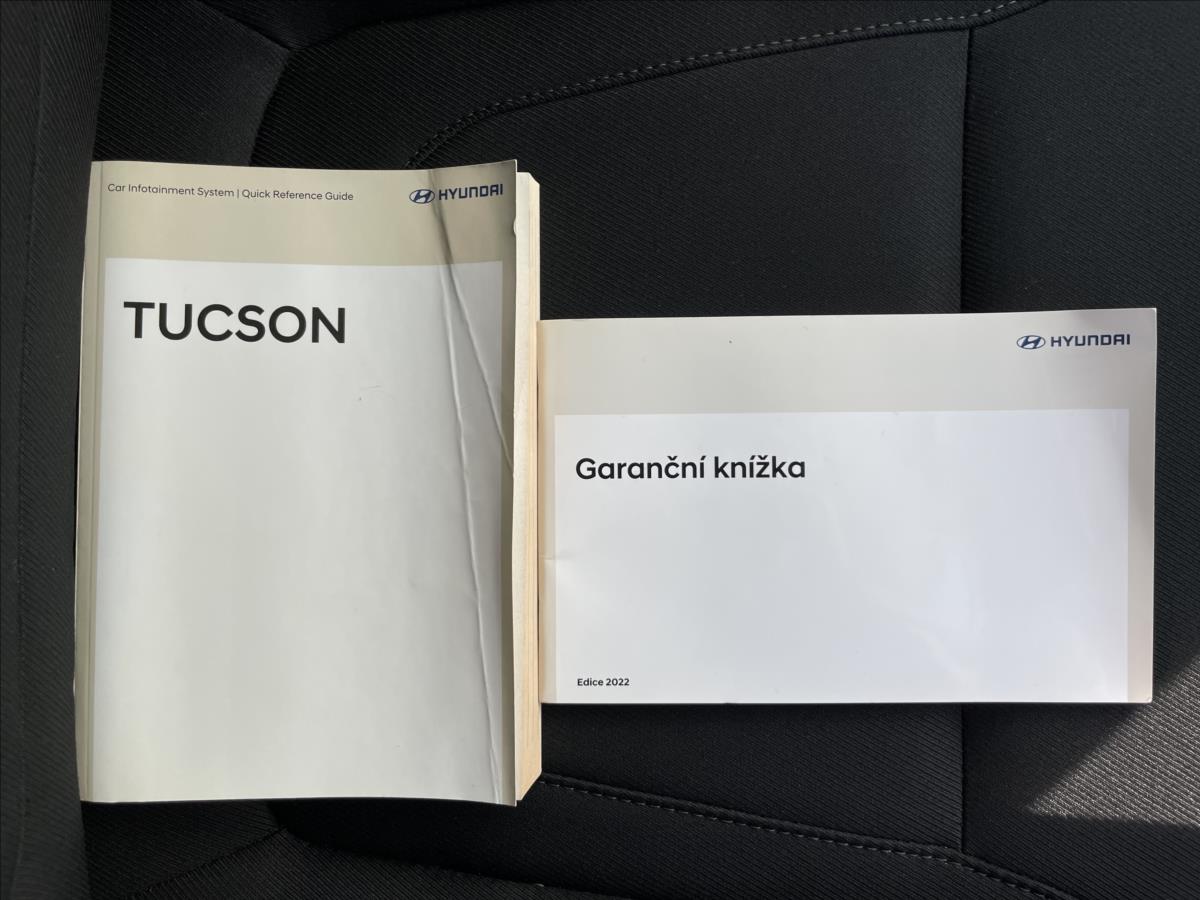 Car Infotainment System | Quick Reference Guide
HYUNDAI
TUCSON
HYUNDAI
Garanční knížka
Edice 2022